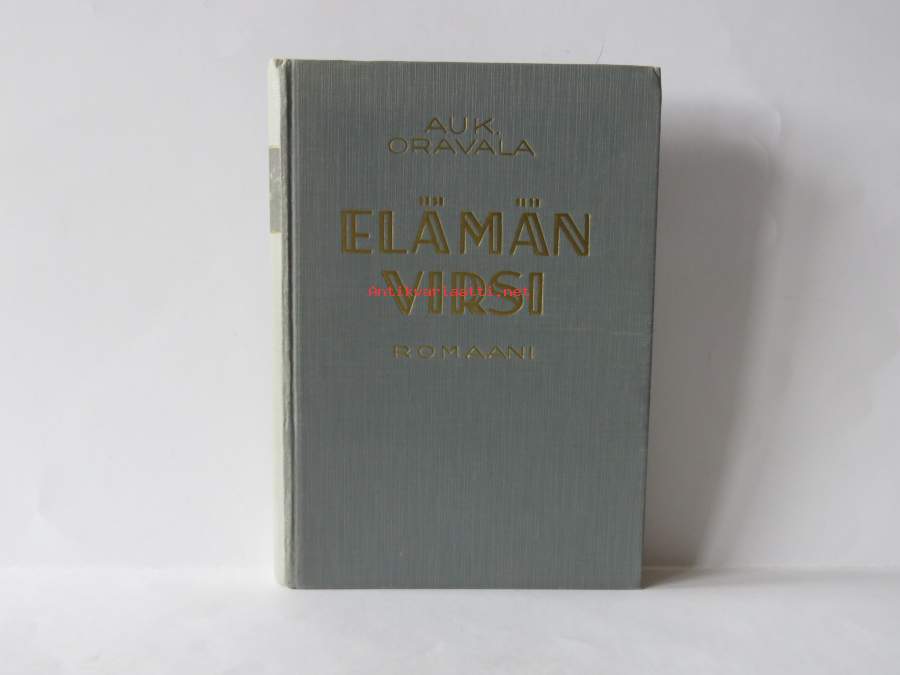 AUK.
ORAVALA
ELÄMÄN
VIRSI
Antikvariaatti.net
ROMAANI